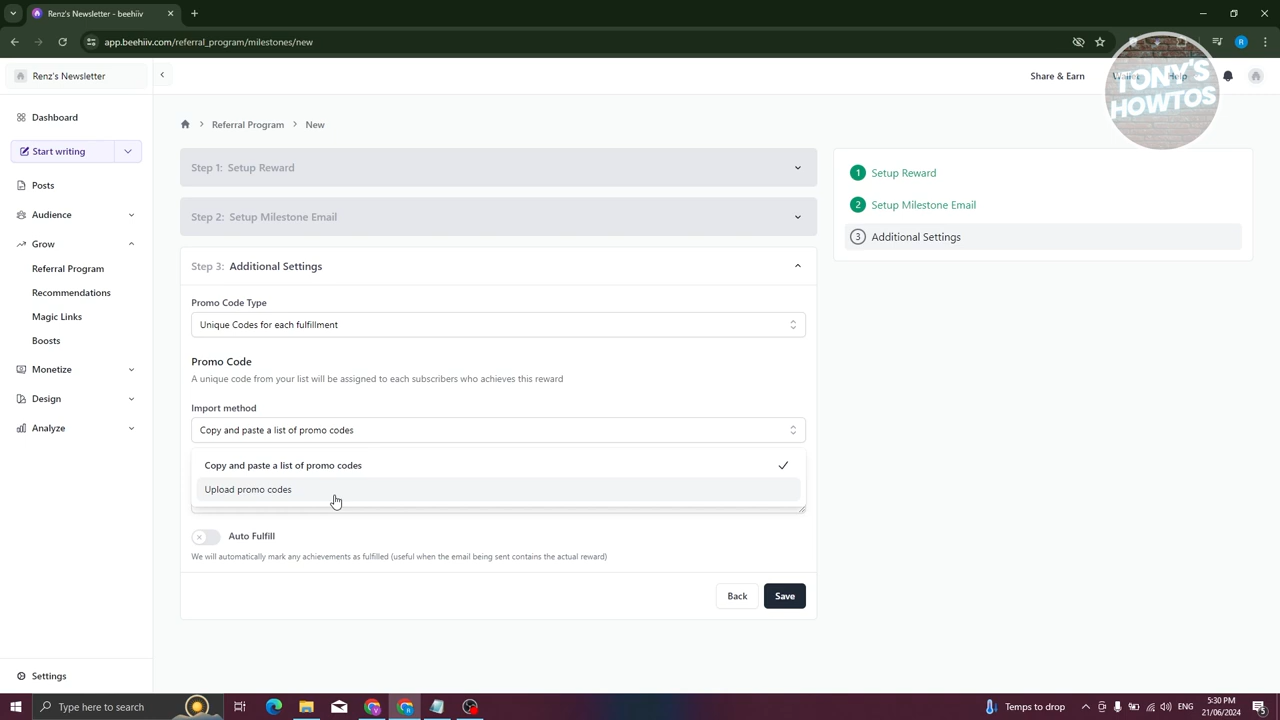 Renz's Newsletter - beehiiv
app.beehiiv.com/referral_program/milestones/new
R
Renz's Newsletter
Share & Earn
Wallet
Help
TONY'S
HOWTOS
Dashboard
Start writing
Posts
Audience
Grow
Referral Program
Recommendations
Magic Links
Boosts
Monetize
Design
Analyze
Settings
Referral Program
New
Step 1: Setup Reward
Step 2: Setup Milestone Email
Step 3: Additional Settings
Promo Code Type
Unique Codes for each fulfillment
Promo Code
A unique code from your list will be assigned to each subscribers who achieves this reward
Import method
Copy and paste a list of promo codes
Copy and paste a list of promo codes
Upload promo codes
Auto Fulfill
We will automatically mark any achievements as fulfilled (useful when the email being sent contains the actual reward)
Back
Save
1 Setup Reward
2 Setup Milestone Email
3 Additional Settings
Type here to search
Temps to drop
ENG
5:30 PM
21/06/2024